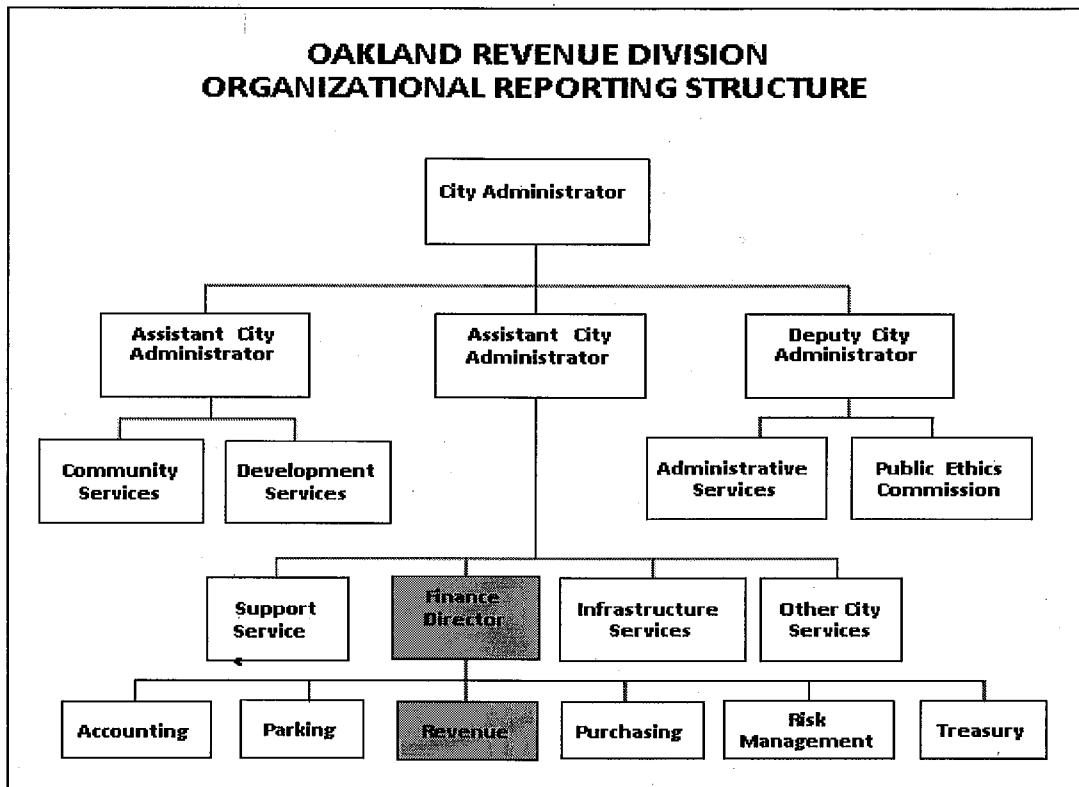 OAKLAND REVENUE DIVISION
ORGANIZATIONAL REPORTING STRUCTURE
City Administrator
Assistant City
Administrator
Assistant City
Administrator
Deputy City
Administrator
Community
Services
Development
Services
Administrative
Services
Public Ethics
Commission
Support
Service
Finance
Director
Infrastructure
Services
Other City
Services
Accounting
Parking
Revenue
Purchasing
Risk
Management
Treasury